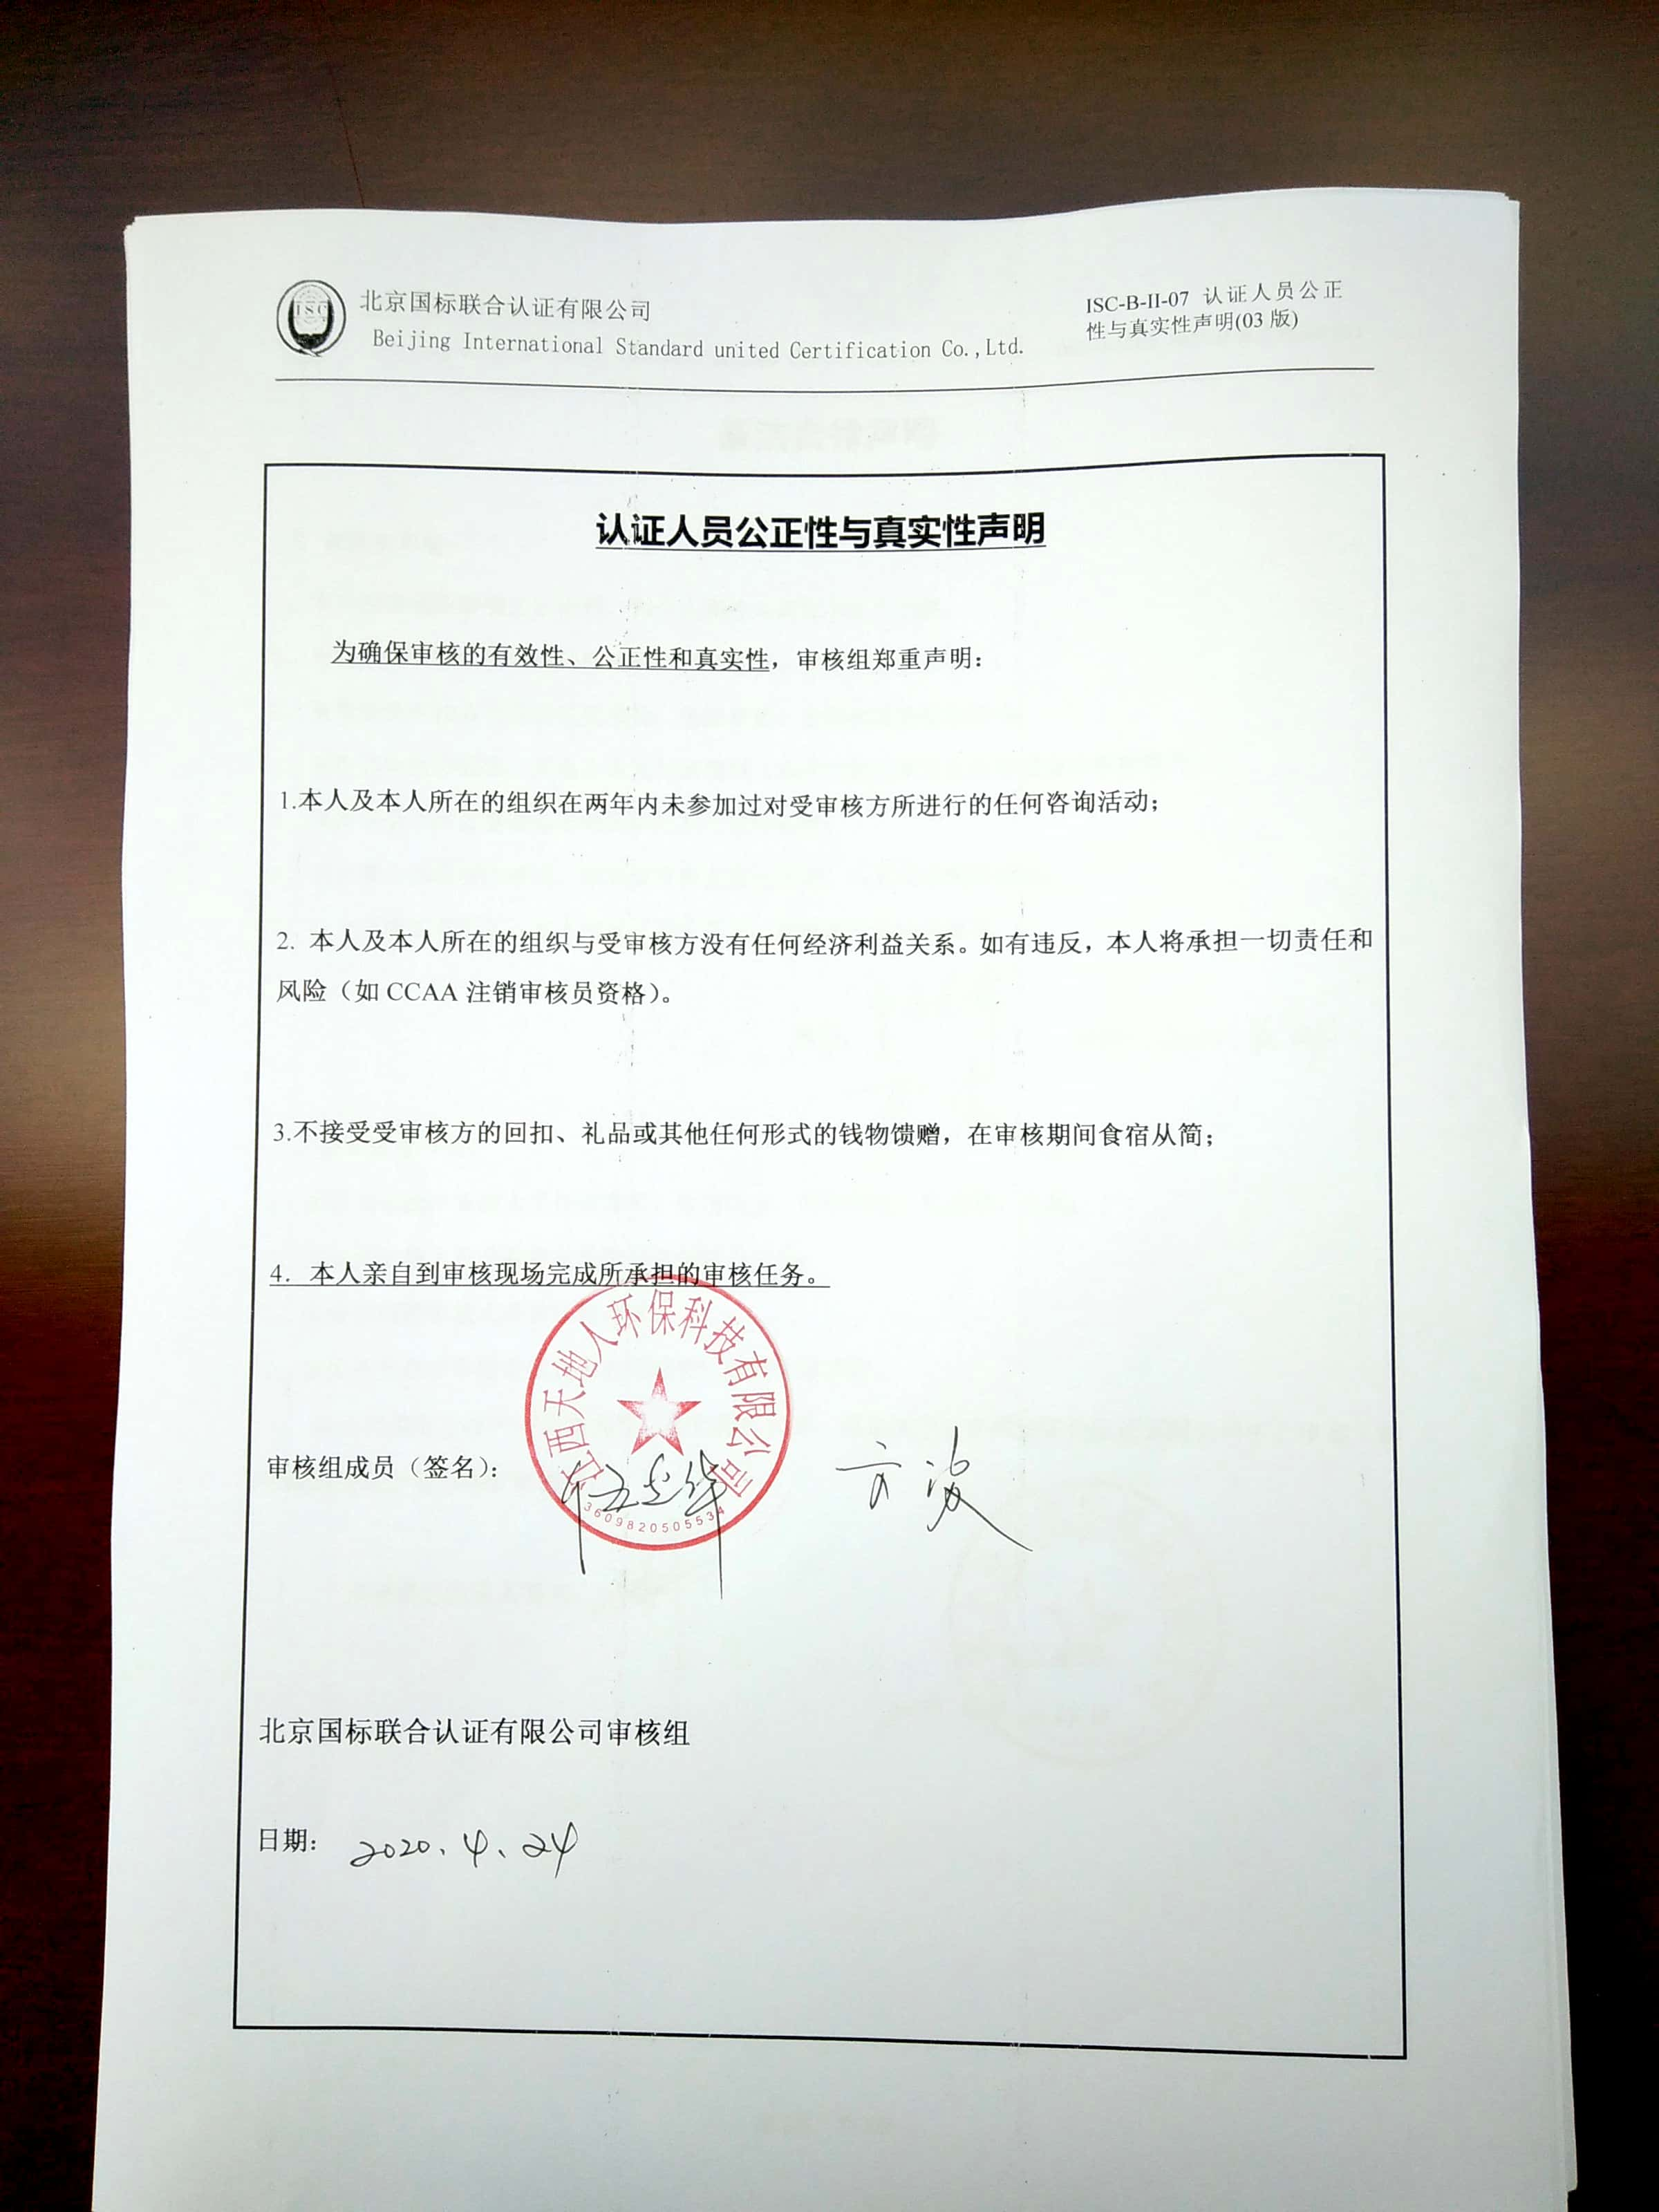 ISC
北京国标联合认证有限公司
Beijing International Standard united Certification Co.,Ltd.
ISC-B-II-07 认证人员公正
性与真实性声明(03 版)
认证人员公正性与真实性声明
为确保审核的有效性、公正性和真实性，审核组郑重声明：
1.本人及本人所在的组织在两年内未参加过对受审核方所进行的任何咨询活动；
2. 本人及本人所在的组织与受审核方没有任何经济利益关系。如有违反，本人将承担一切责任和
风险（如 CCAA 注销审核员资格）。
3.不接受受审核方的回扣、礼品或其他任何形式的钱物馈赠，在审核期间食宿从简；
4. 本人亲自到审核现场完成所承担的审核任务。
江西天地人环保科技有限公司
3609820505534
审核组成员（签名）：
北京国标联合认证有限公司审核组
日期： 2020.4.24